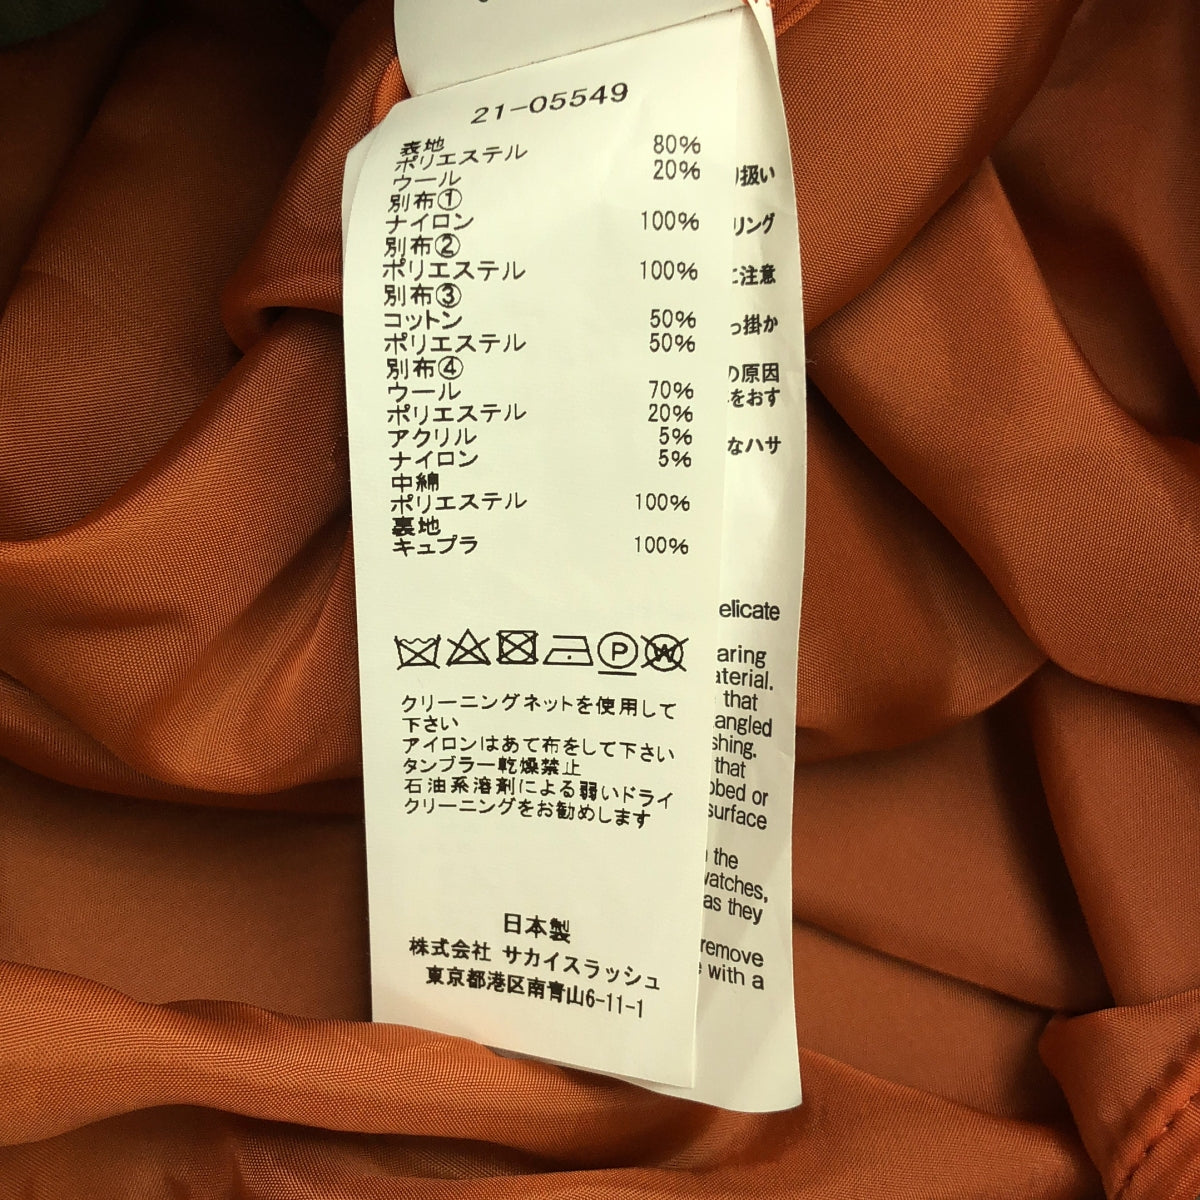 21-05549
表地
ポリエステル 80%
ウール 20%
別布①
ナイロン 100%
別布②
ポリエステル 100%
別布③
コットン 50%
ポリエステル 50%
別布④
ウール 70%
ポリエステル 20%
アクリル 5%
ナイロン 5%
中綿
ポリエステル 100%
裏地
キュプラ 100%
P W
クリーニングネットを使用して
下さい
アイロンはあて布をして下さい
タンブラー乾燥禁止
石油系溶剤による弱いドライ
クリーニングをお勧めします
日本製
株式会社 サカイスラッシュ
東京都港区南青山6-11-1
り扱い
リング
に注意
っ掛か
の原因
をおす
なハサ
elicate
aring
aterial.
that
angled
shing.
that
bbed or
surface
the
watches,
as they
remove
with a